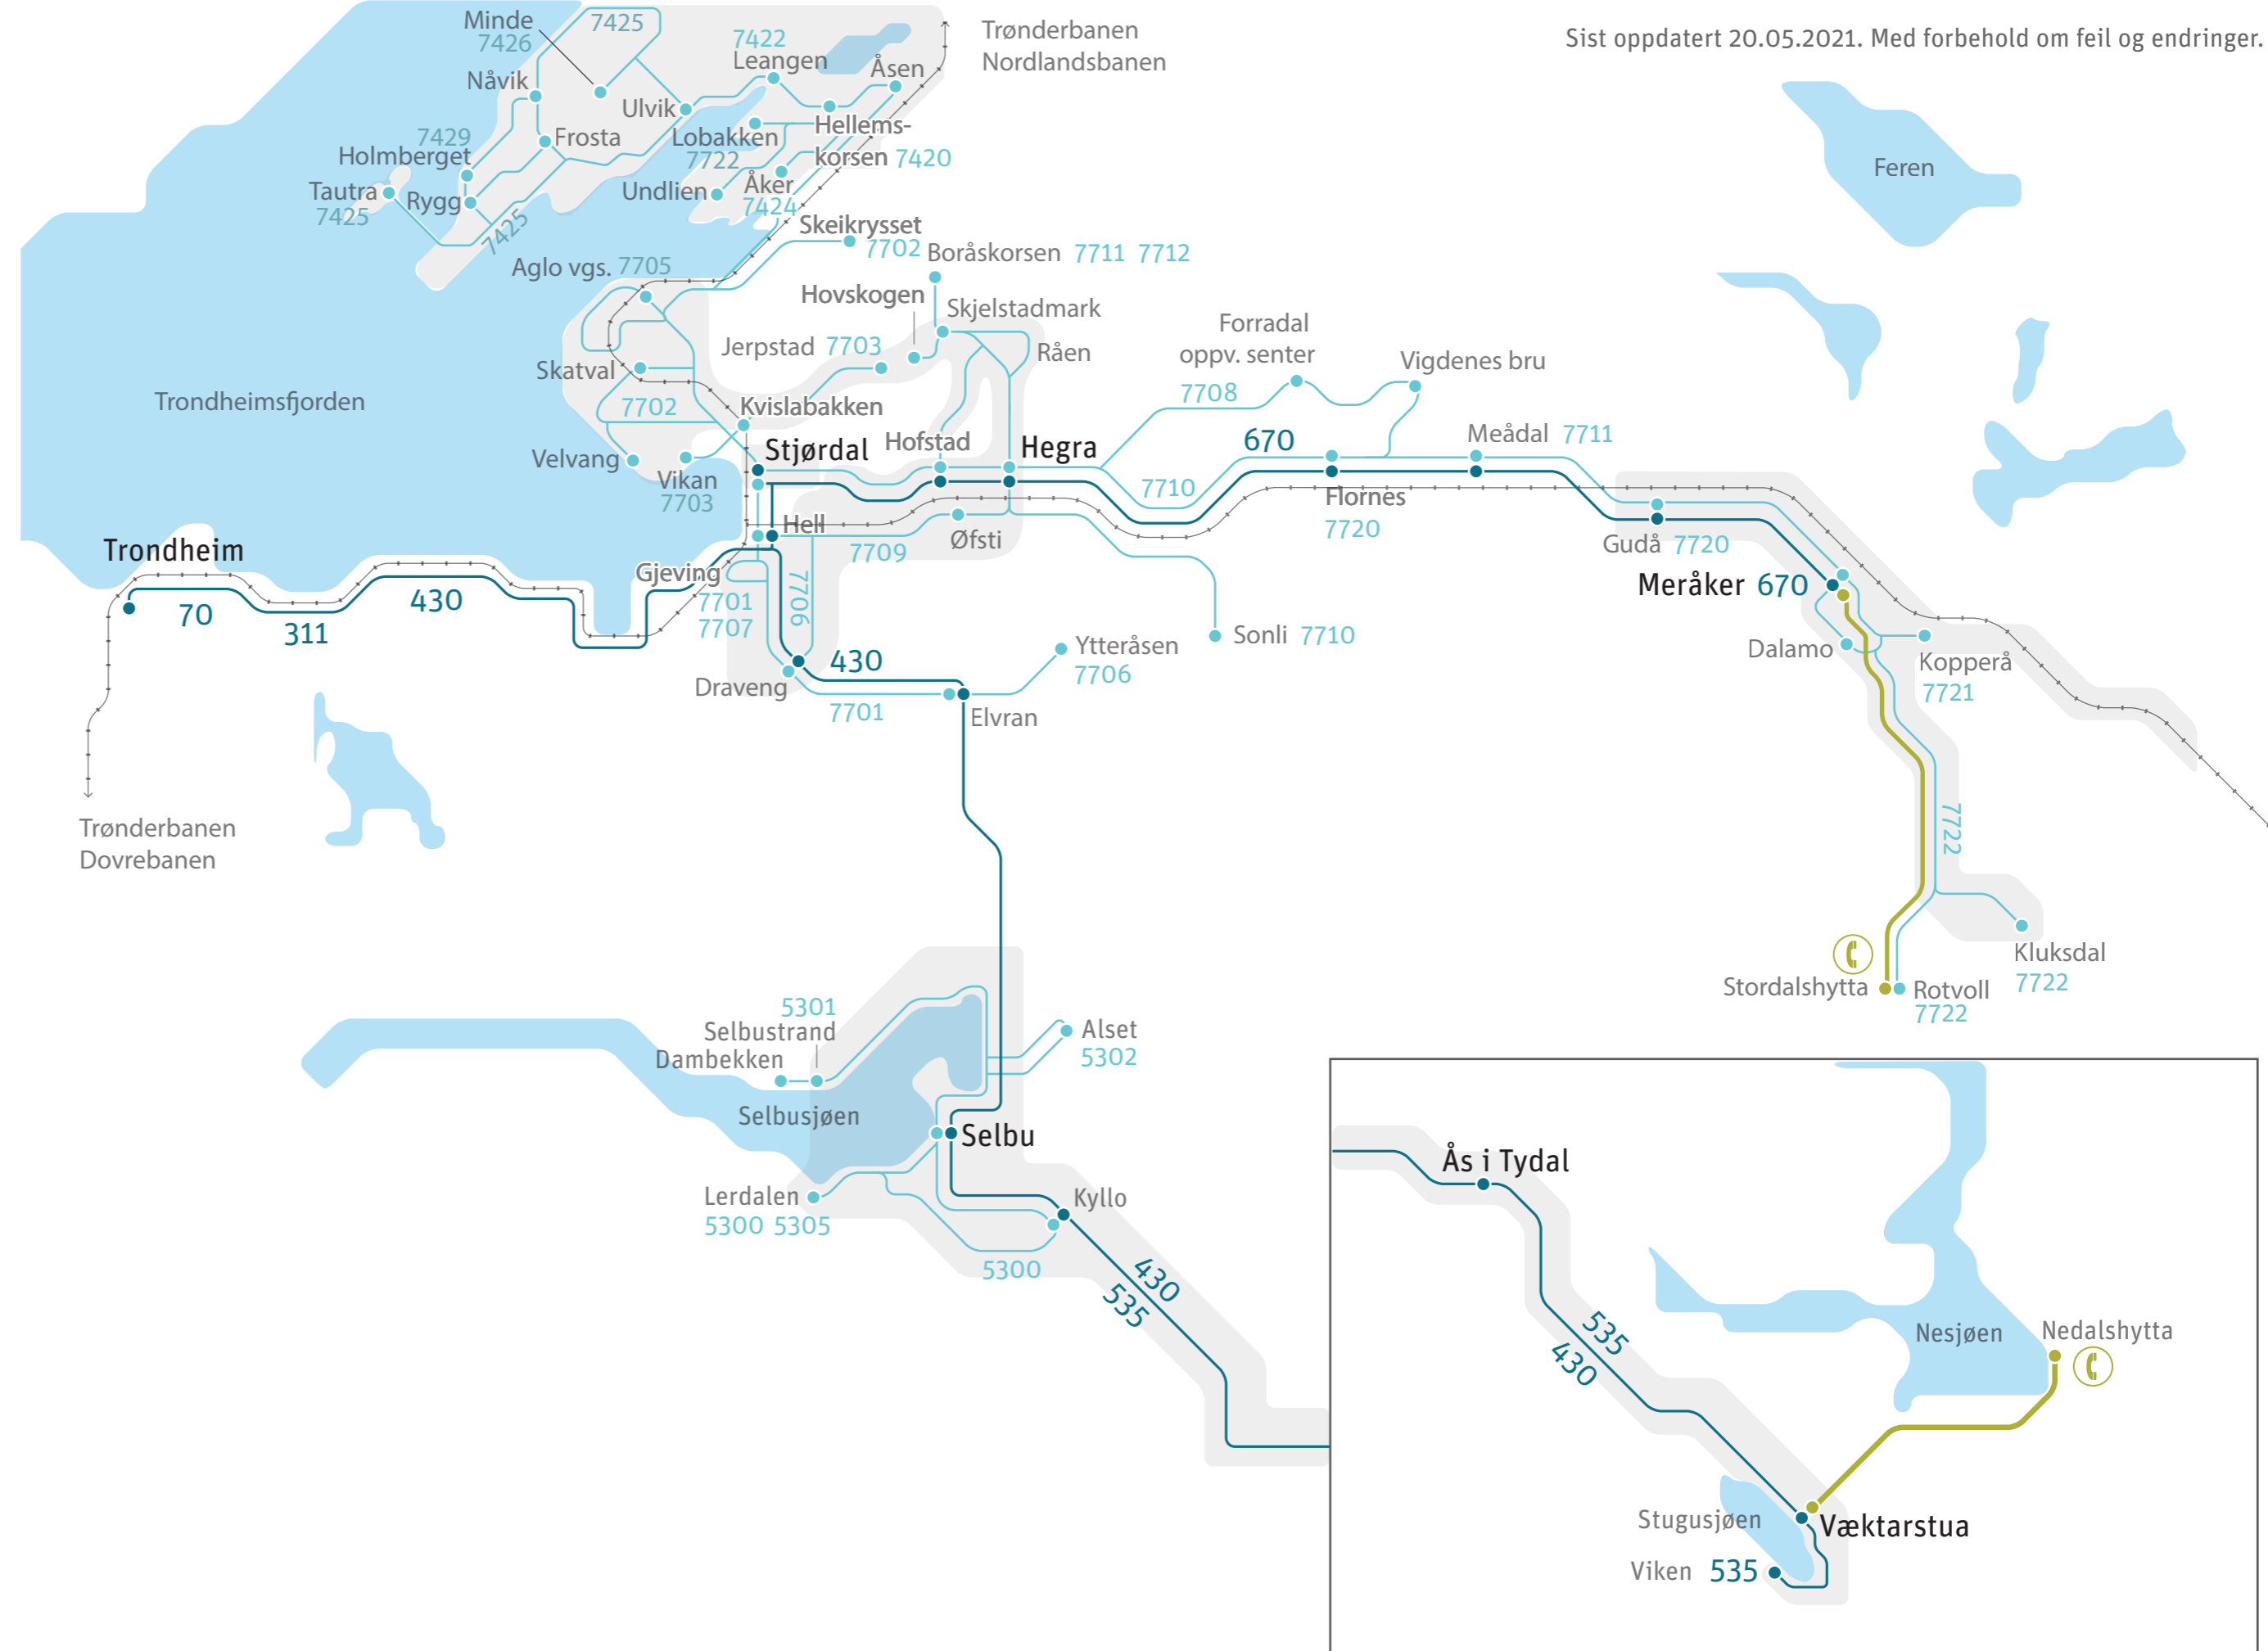 Sist oppdatert 20.05.2021. Med forbehold om feil og endringer.
Trønderbanen
Nordlandsbanen
Minde
7426
7425
7422
Leangen
Åsen
Nåvik
Ulvik
Frosta
7429
Holmberget
Lobakken
7722
Hellems-
korsen 7420
Tautra
7425
Rygg
7425
Undlien
Åker
7424
Skeikrysset
7702
Aglo vgs. 7705
Boråskorsen 7711 7712
Hovskogen
Skjelstadmark
Råen
Jerpstad 7703
Skatval
7702
Kvislabakken
Velvang
Vikan
7703
Trondheimsfjorden
Forradal
oppv. senter
7708
Vigdenes bru
Stjørdal
Hofstad
Hegra
670
Meådal 7711
7710
Flornes
7720
Hell
Øfsti
7709
Gudå 7720
Meråker 670
Feren
Trondheim
70
311
430
Gjeving
7701
7707
7706
430
Draveng
7701
Elvran
Ytteråsen
7706
Sonli 7710
Dalamo
Kopperå
7721
7722
Kluksdal
7722
Stordalshytta
Rotvoll
7722
Trønderbanen
Dovrebanen
5301
Selbustrand
Dambekken
Selbusjøen
Alset
5302
Selbu
Lerdalen
5300 5305
Kyllo
5300
430
535
Ås i Tydal
535
430
Nesjøen
Nedalshytta
Stugusjøen
Væktarstua
Viken 535